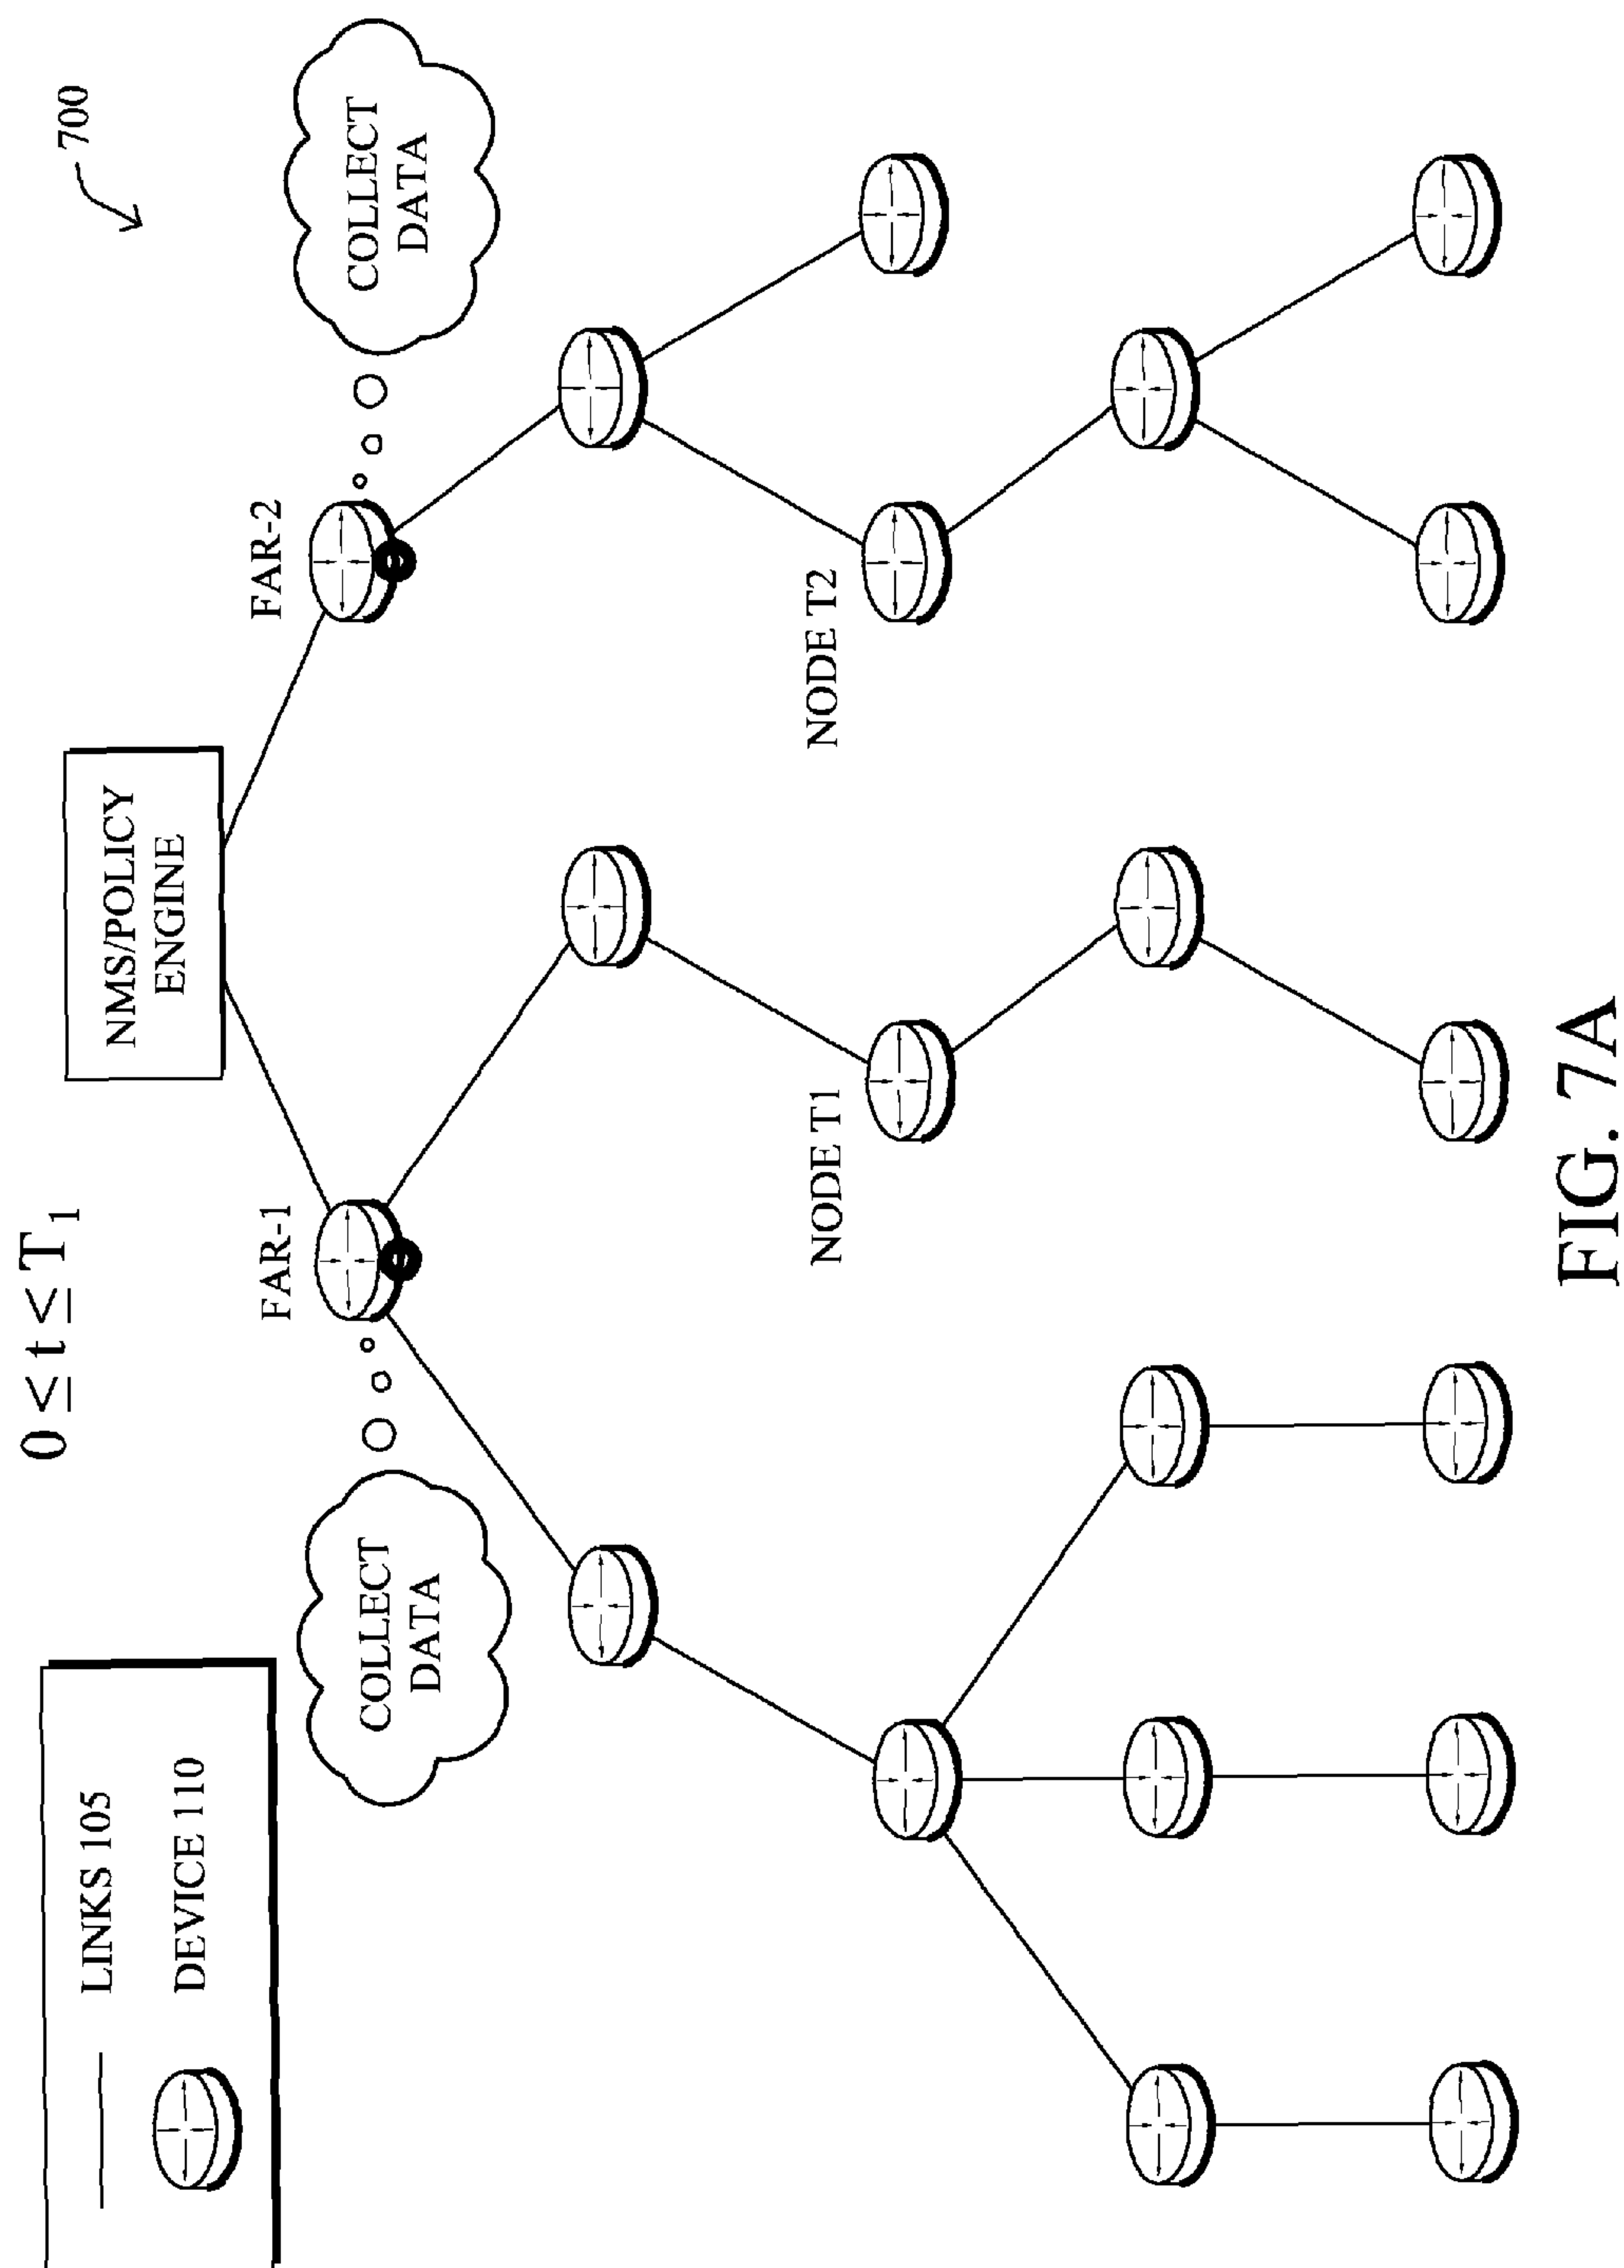 0 ≤ t ≤ T1
700
LINKS 105
DEVICE 110
NMS/POLICY
ENGINE
FAR-1
FAR-2
COLLECT
DATA
COLLECT
DATA
NODE T1
NODE T2
FIG. 7A